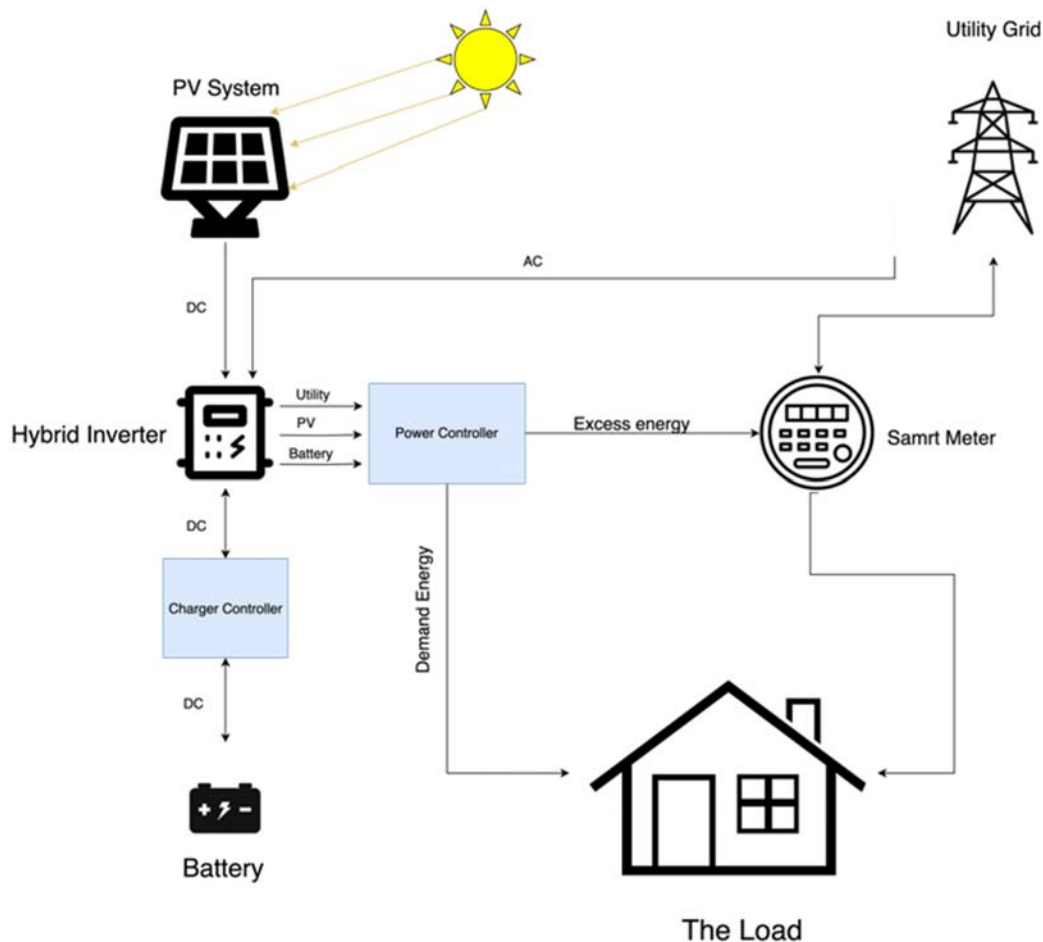 Utility Grid
PV System
AC
DC
Utility
PV
Battery
Hybrid Inverter
Power Controller
Excess energy
Samrt Meter
DC
Charger Controller
Demand Energy
DC
+ -
Battery
The Load